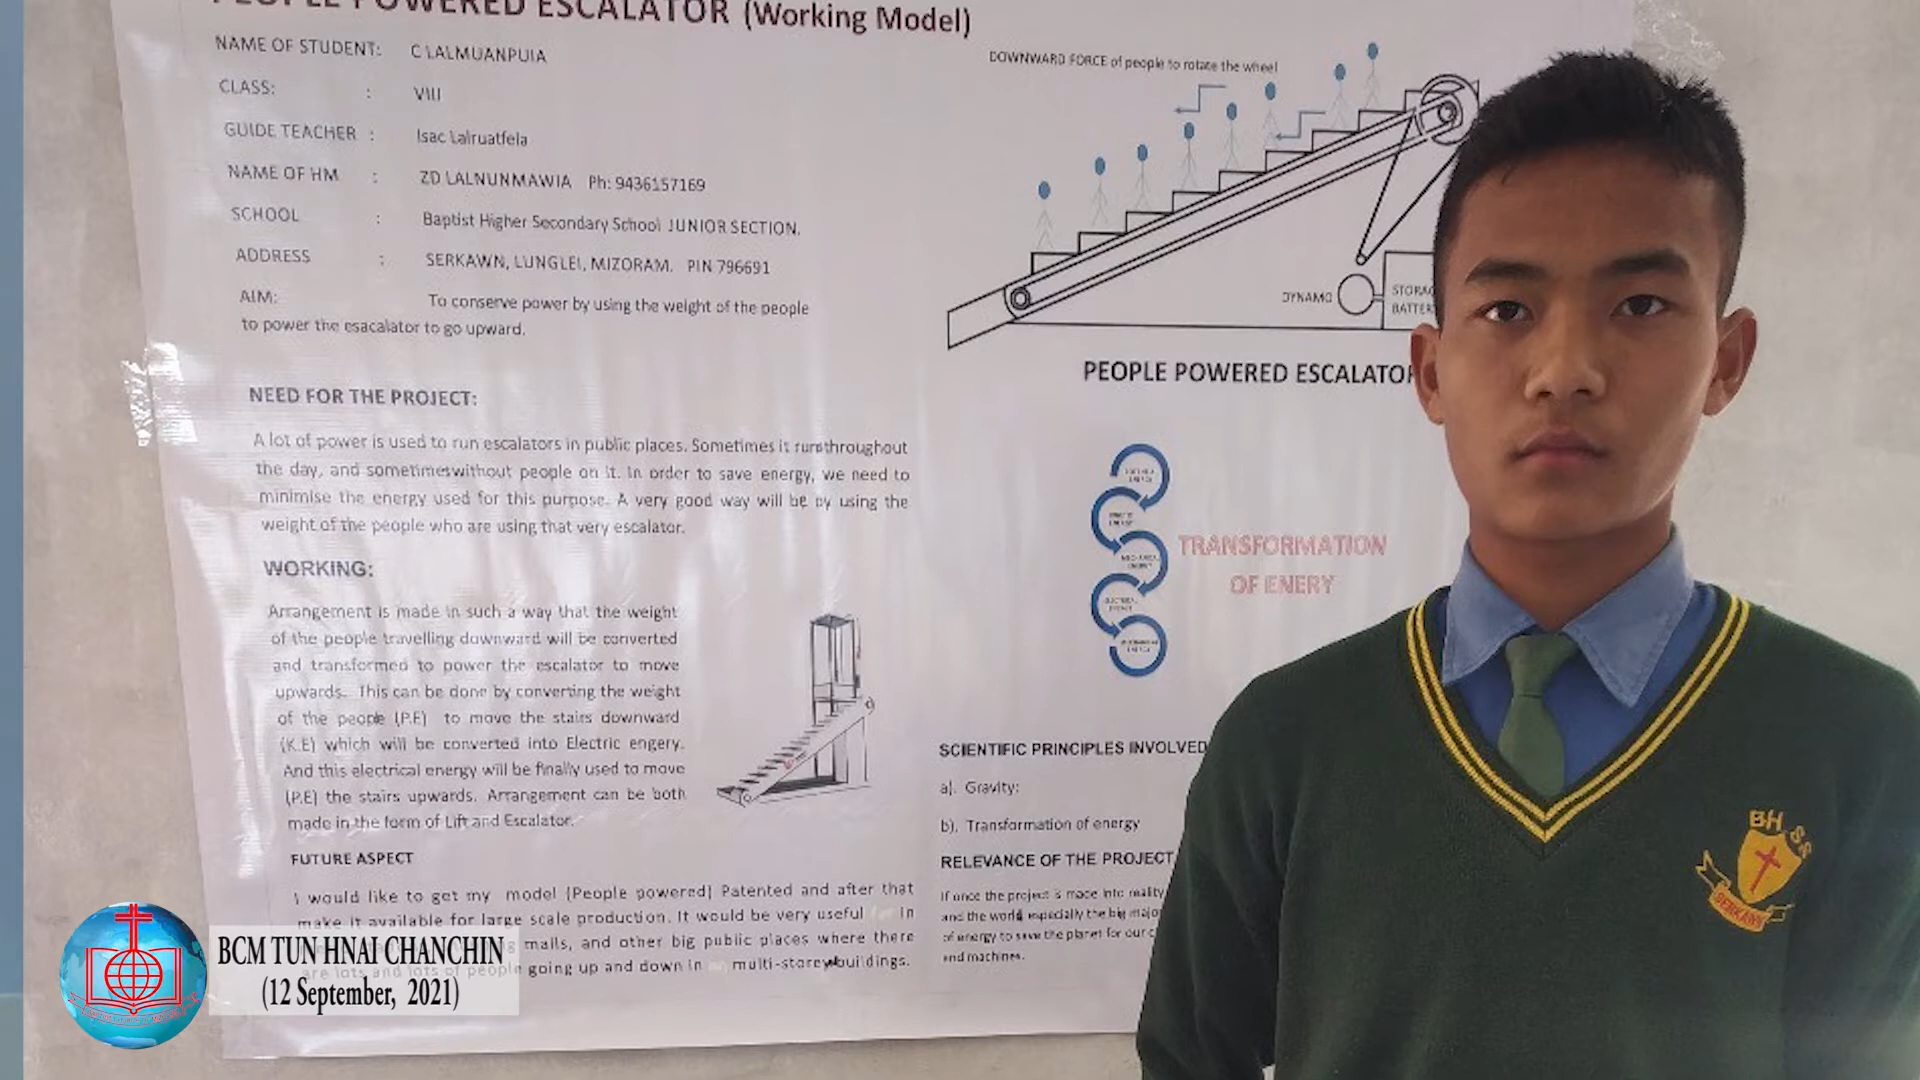 PEOPLE POWERED ESCALATOR (Working Model)
NAME OF STUDENT: C LALMUANPUIA
CLASS: : VIII
GUIDE TEACHER : Isac Lalruatfela
NAME OF HM : ZD LALNUNMAWIA Ph: 9436157169
SCHOOL : Baptist Higher Secondary School JUNIOR SECTION.
ADDRESS : SERKAWN, LUNGLEI, MIZORAM. PIN 796691
AIM: To conserve power by using the weight of the people
to power the esacalator to go upward.
NEED FOR THE PROJECT:
A lot of power is used to run escalators in public places. Sometimes it runs throughout
the day, and sometimes without people on it. In order to save energy, we need to
minimise the energy used for this purpose. A very good way will be by using the
weight of the people who are using that very escalator.
WORKING:
Arrangement is made in such a way that the weight
of the people travelling downward will be converted
and transformed to power the escalator to move
upwards. This can be done by converting the weight
of the people (P.E) to move the stairs downward
(K.E) which will be converted into Electric engery.
And this electrical energy will be finally used to move
(P.E) the stairs upwards. Arrangement can be both
made in the form of Lift and Escalator.
FUTURE ASPECT
I would like to get my model (People powered) Patented and after that
make it available for large scale production. It would be very useful in
malls, and other big public places where there
are lots and lots of people going up and down in multi-storey buildings.
DOWNWARD FORCE of people to rotate the wheel
DYNAMO
STORAG
BATTER
PEOPLE POWERED ESCALATOR
MECHANICAL
ENERGY
ELECTRICAL
ENERGY
MECHANICAL
ENERGY
TRANSFORMATION
OF ENERY
SCIENTIFIC PRINCIPLES INVOLVED
a). Gravity:
b). Transformation of energy
RELEVANCE OF THE PROJECT
If once the project is made into reality
and the world especially the big majo
of energy to save the planet for our c
and machines.
BHSS
SERKAWN
BCM TUN HNAI CHANCHIN
(12 September, 2021)